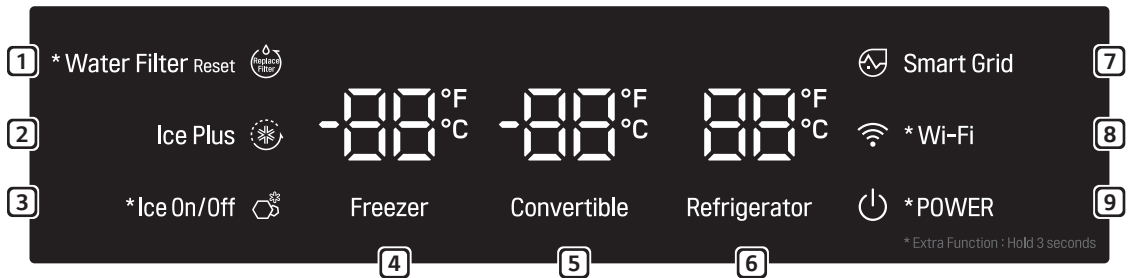 1 * Water Filter Reset Replace Filter
2 Ice Plus
3 *Ice On/Off
-88 °F °C
Freezer
4
-88 °F °C
Convertible
5
88 °F °C
Refrigerator
6
Smart Grid 7
* Wi-Fi 8
*POWER 9
* Extra Function : Hold 3 seconds